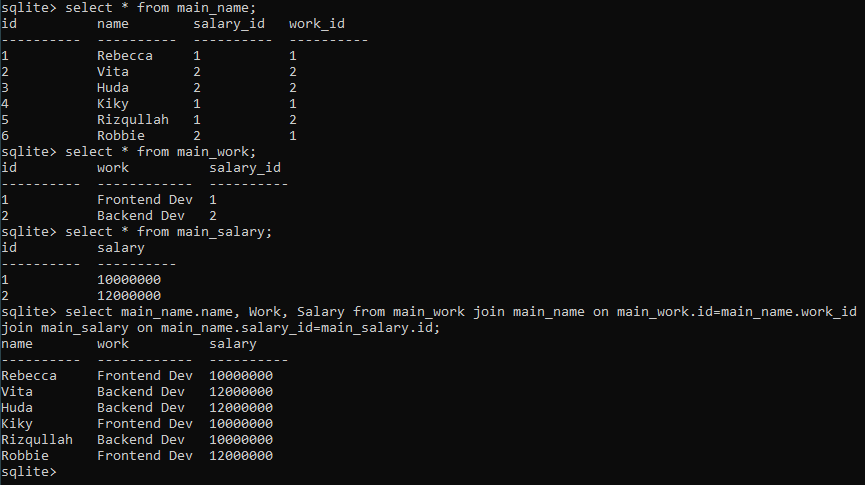 sqlite> select * from main_name;
id          name        salary_id   work_id
----------  ----------  ----------  ----------
1           Rebecca     1           1
2           Vita        2           2
3           Huda        2           2
4           Kiky        1           1
5           Rizqullah   1           2
6           Robbie      2           1
sqlite> select * from main_work;
id          work          salary_id
----------  ------------  ----------
1           Frontend Dev  1
2           Backend Dev   2
sqlite> select * from main_salary;
id          salary
----------  ----------
1           10000000
2           12000000
sqlite> select main_name.name, Work, Salary from main_work join main_name on main_work.id=main_name.work_id
join main_salary on main_name.salary_id=main_salary.id;
name        work          salary
----------  ------------  ----------
Rebecca     Frontend Dev  10000000
Vita        Backend Dev   12000000
Huda        Backend Dev   12000000
Kiky        Frontend Dev  10000000
Rizqullah   Backend Dev   10000000
Robbie      Frontend Dev  12000000
sqlite>